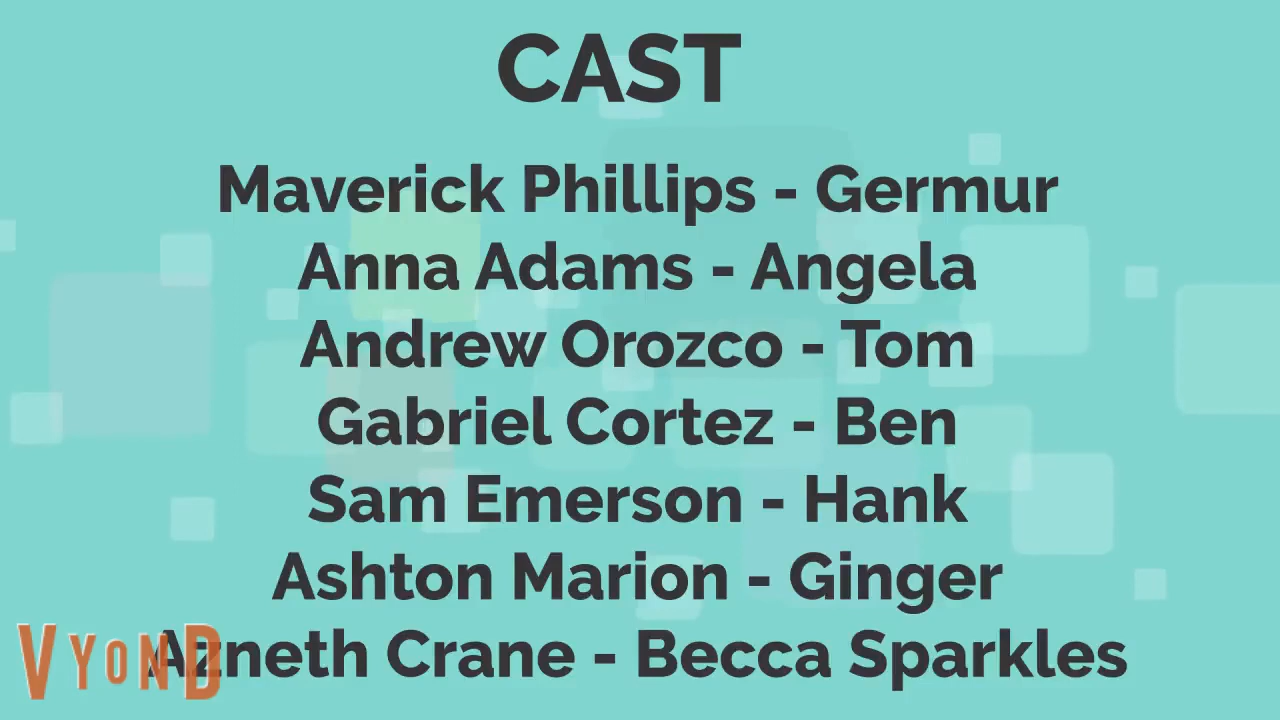 CAST
Maverick Phillips - Germur
Anna Adams - Angela
Andrew Orozco - Tom
Gabriel Cortez - Ben
Sam Emerson - Hank
Ashton Marion - Ginger
Azneth Crane - Becca Sparkles
VYOND